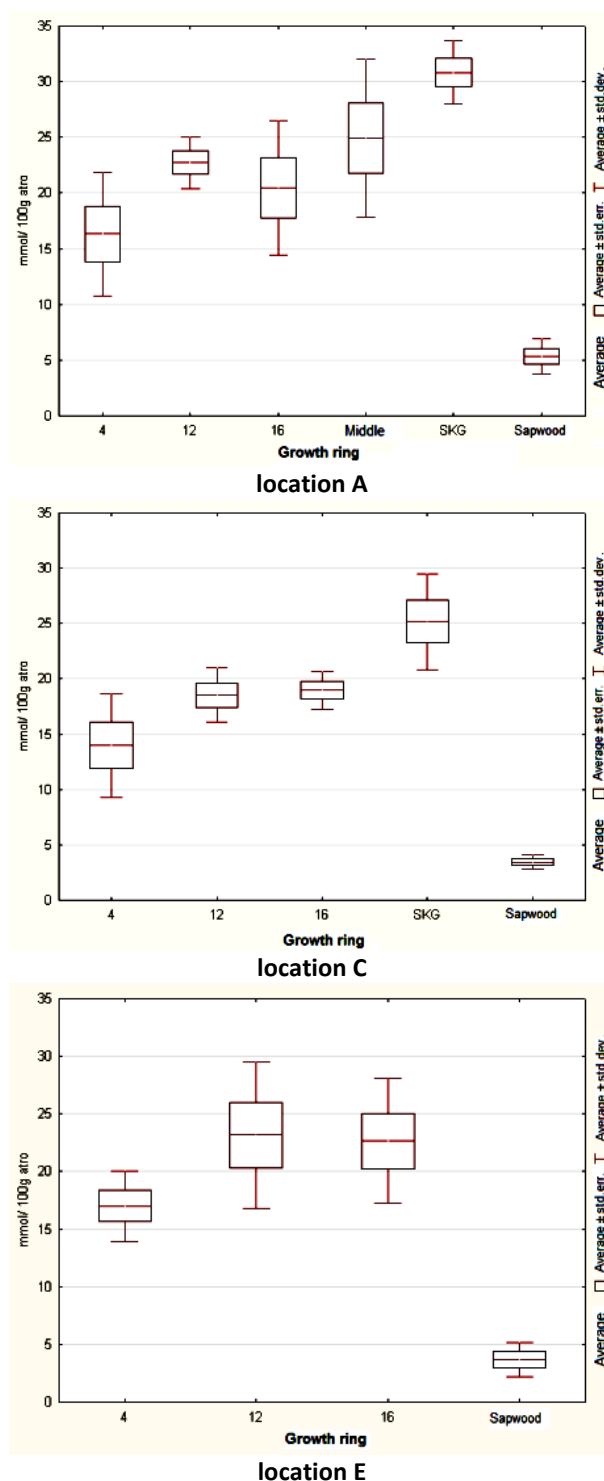 35
30
25
20
15
10
5
0
mmol/ 100g atro
4 12 16 Middle SKG Sapwood
Growth ring
Average □ Average ± std.err. Ɪ Average ± std.dev.
location A
35
30
25
20
15
10
5
0
mmol/ 100g atro
4 12 16 SKG Sapwood
Growth ring
Average □ Average ± std.err. Ɪ Average ± std.dev.
location C
35
30
25
20
15
10
5
0
mmol/ 100g atro
4 12 16 Sapwood
Growth ring
Average □ Average ± std.err. Ɪ Average ± std.dev.
location E